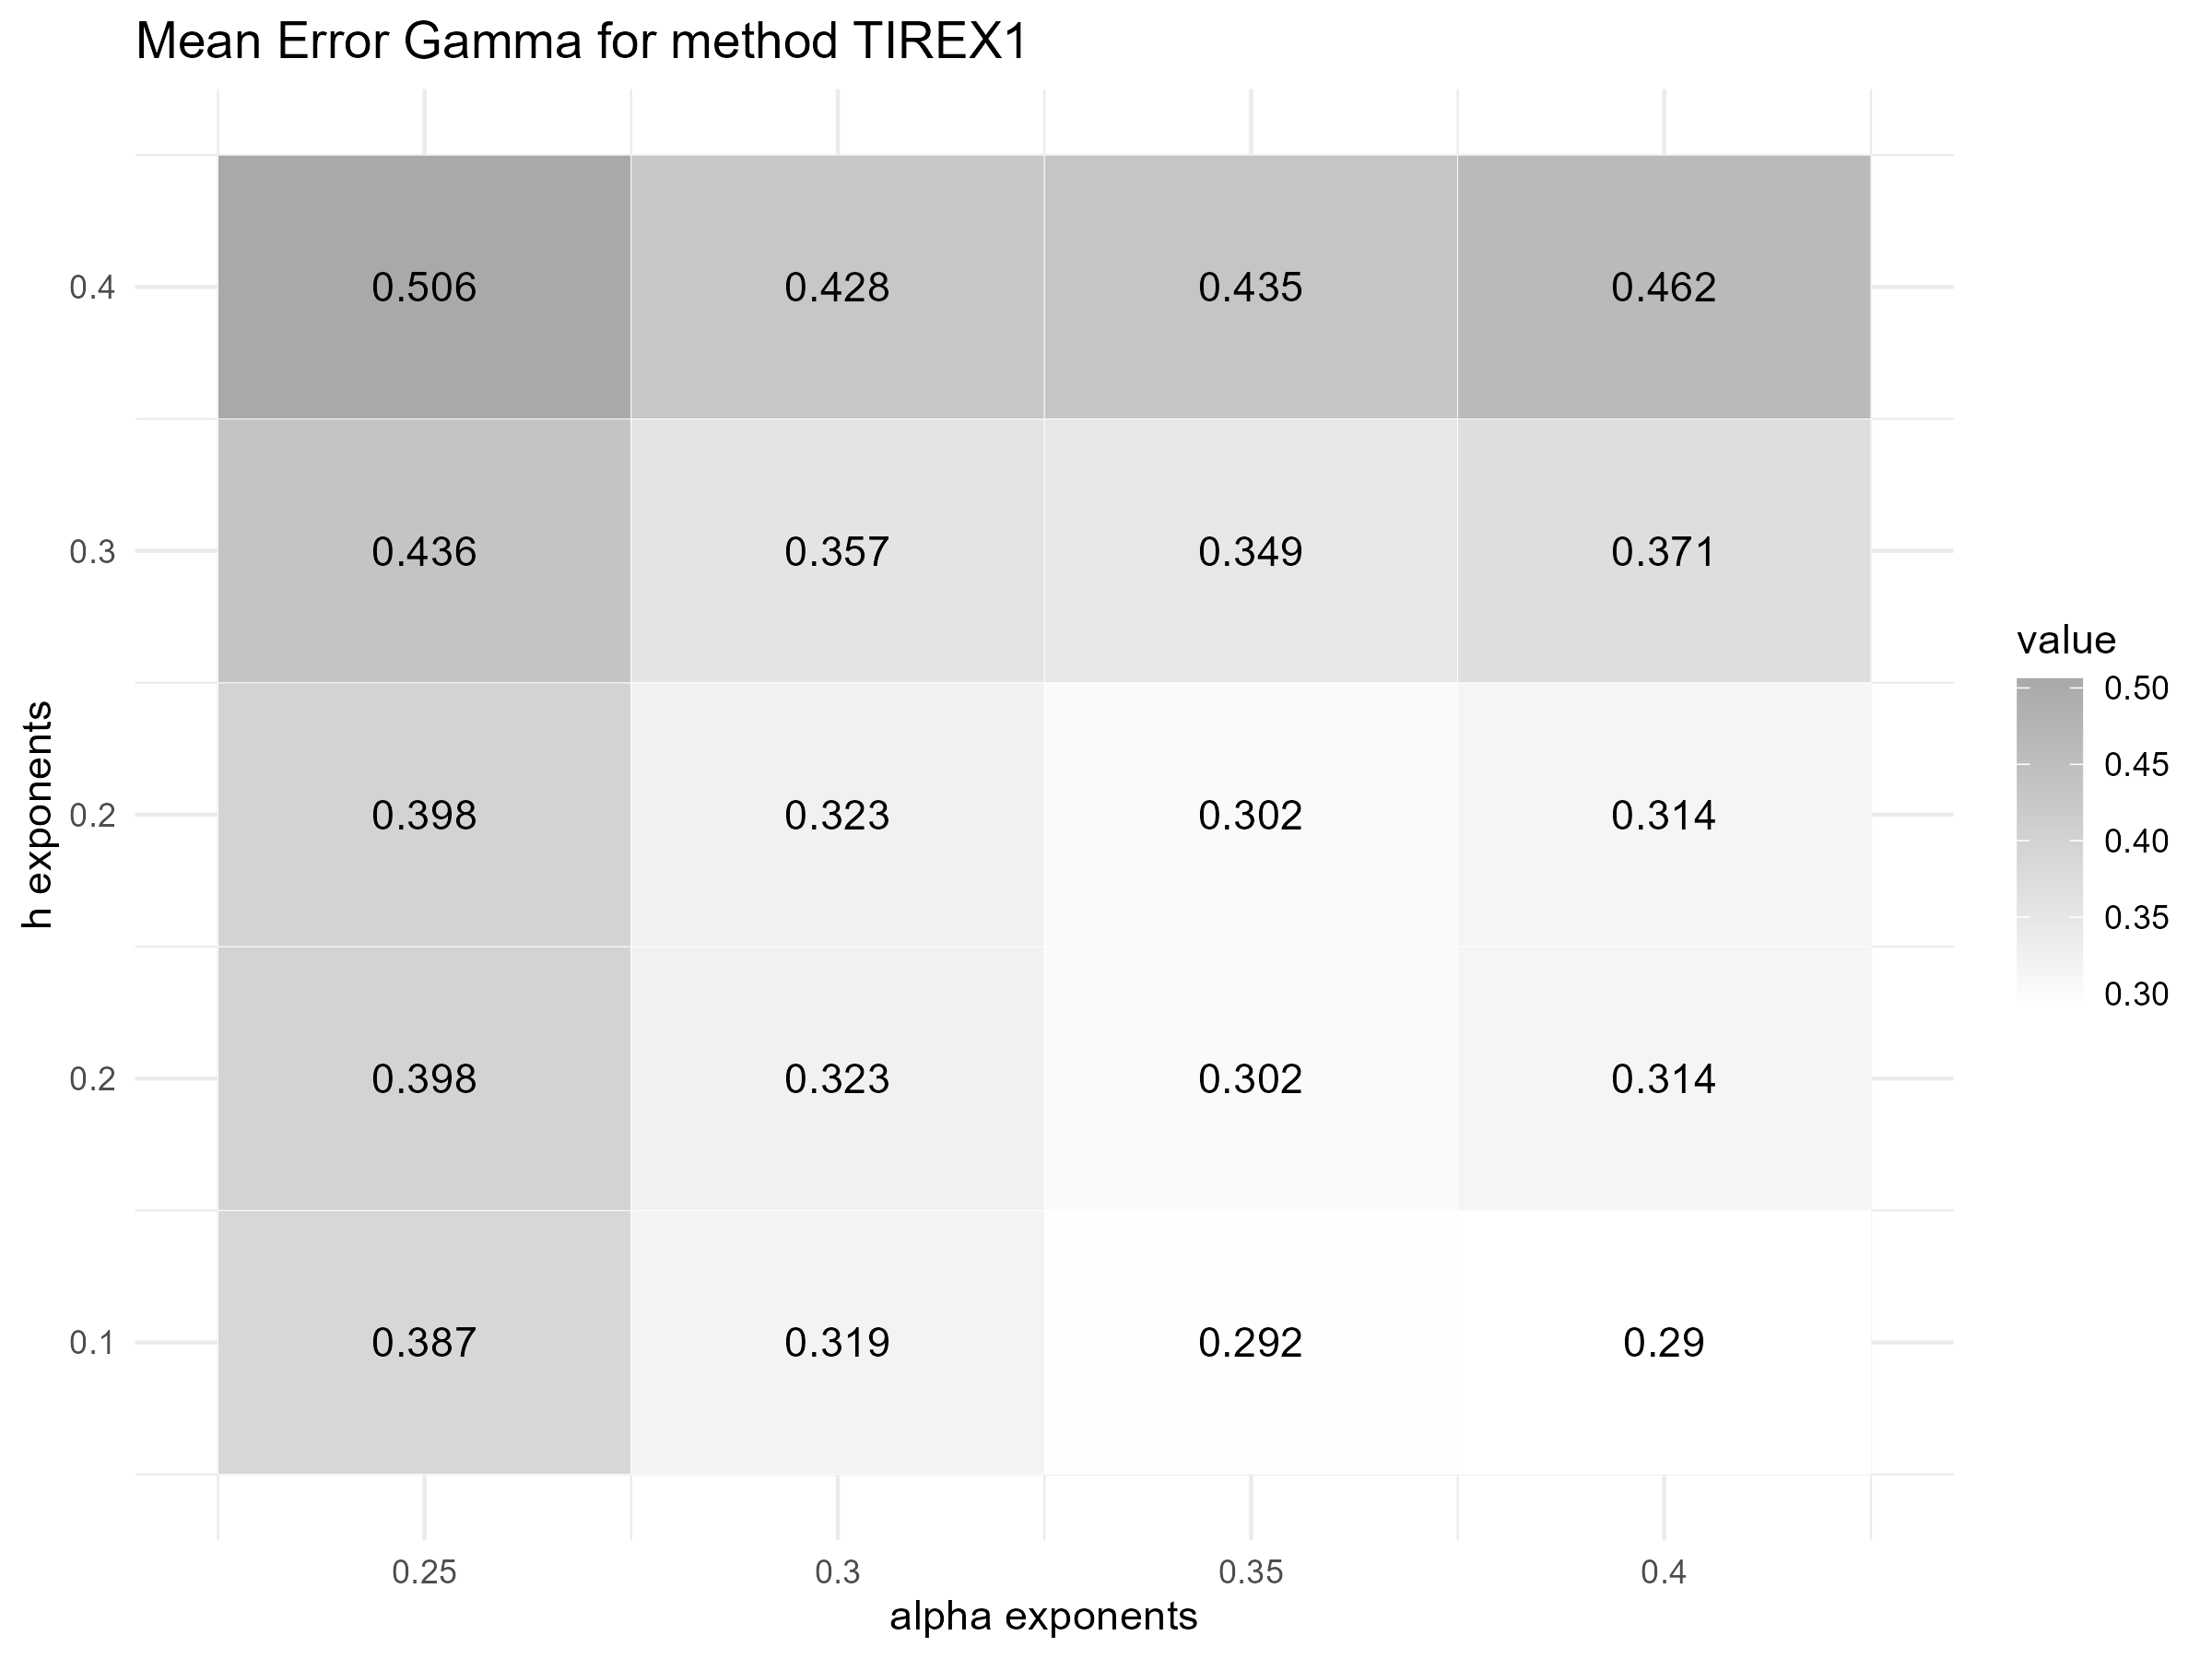 Mean Error Gamma for method TIREX1
0.4 0.506 0.428 0.435 0.462
0.3 0.436 0.357 0.349 0.371
0.2 0.398 0.323 0.302 0.314
0.2 0.398 0.323 0.302 0.314
0.1 0.387 0.319 0.292 0.29
0.25 0.3 0.35 0.4
alpha exponents
h exponents
value
0.50
0.45
0.40
0.35
0.30